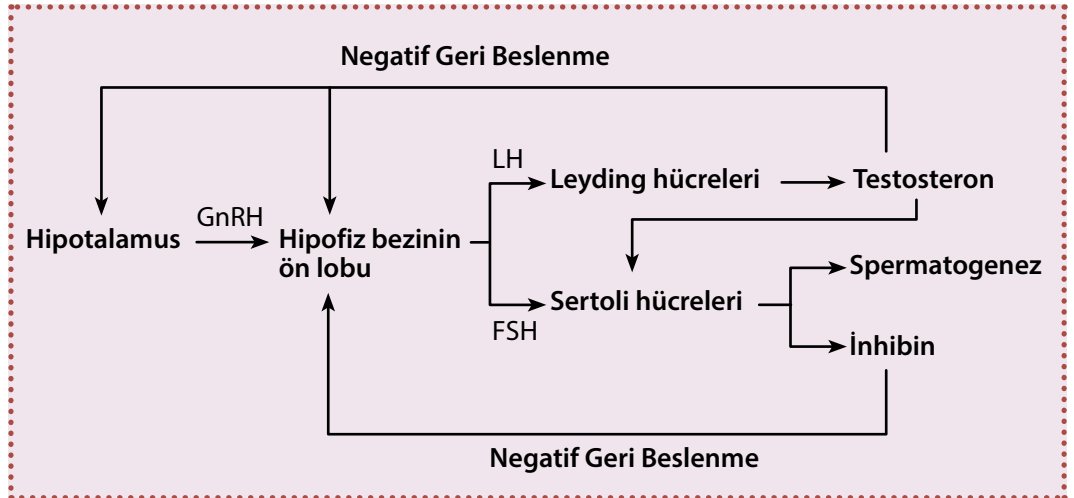 Negatif Geri Beslenme
LH
Leyding hücreleri
Testosteron
GnRH
Hipotalamus
Hipofiz bezinin
ön lobu
Spermatogenez
Sertoli hücreleri
FSH
İnhibin
Negatif Geri Beslenme